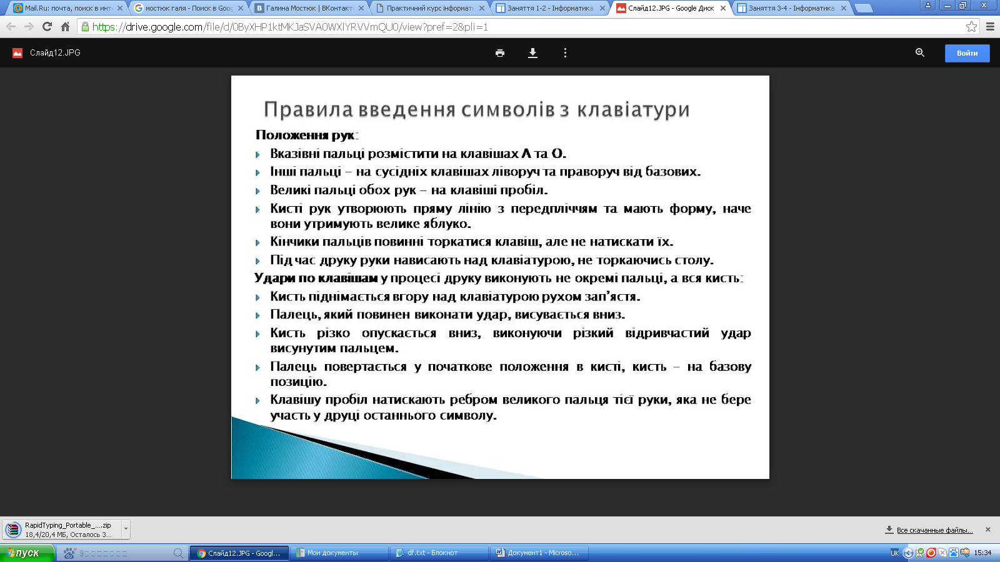 Mail.Ru: почта, поиск в инт
мостюк галя - Поиск в Goog
Галина Мостюк | ВКонтакт
Практичний курс інформат
Заняття 1-2 - Інформатика
Слайд12.JPG - Google Диск
Заняття 3-4 - Інформатика
https://drive.google.com/file/d/0ByXHP1ktMKJaSVA0WXlYRVVmQU0/view?pref=2&pli=1
Слайд12.JPG
Войти
Правила введення символів з клавіатури
Положення рук:
Вказівні пальці розмістити на клавішах А та О.
Інші пальці – на сусідніх клавішах ліворуч та праворуч від базових.
Великі пальці обох рук – на клавіші пробіл.
Кисті рук утворюють пряму лінію з передпліччям та мають форму, наче
вони утримують велике яблуко.
Кінчики пальців повинні торкатися клавіш, але не натискати їх.
Під час друку руки нависають над клавіатурою, не торкаючись столу.
Удари по клавішам у процесі друку виконують не окремі пальці, а вся кисть:
Кисть піднімається вгору над клавіатурою рухом зап’ястя.
Палець, який повинен виконати удар, висувається вниз.
Кисть різко опускається вниз, виконуючи різкий відривчастий удар
висунутим пальцем.
Палець повертається у початкове положення в кисті, кисть – на базову
позицію.
Клавішу пробіл натискають ребром великого пальця тієї руки, яка не бере
участь у друці останнього символу.
RapidTyping_Portable_....zip
18,4/20,4 МБ, Осталось 3...
Все скачанные файлы...
пуск
Слайд12.JPG - Googl...
Мои документы
df.txt - Блокнот
Документ1 - Microso...
UK
15:34